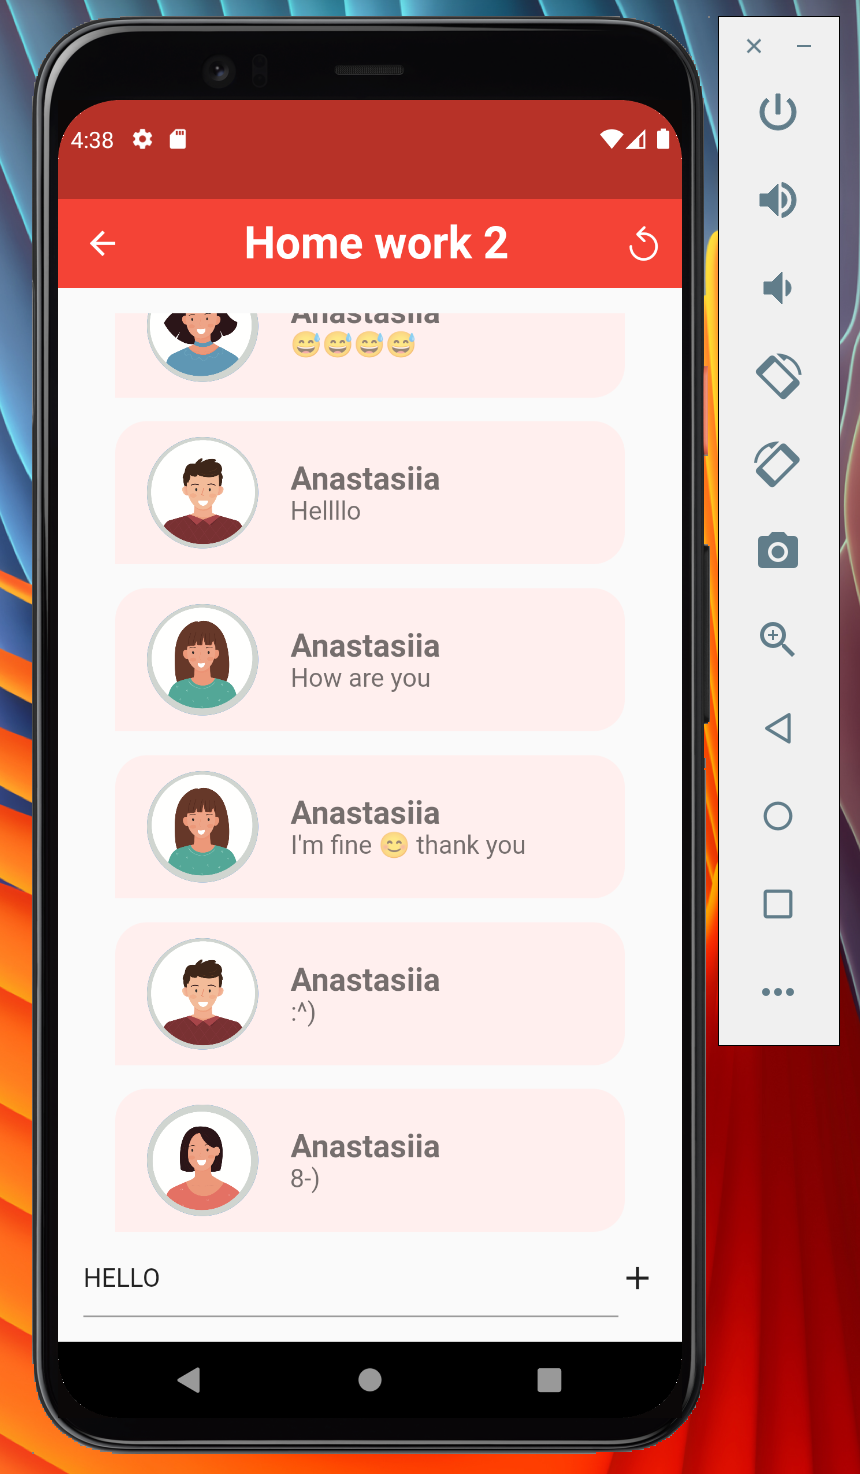 4:38
Home work 2
Anastasiia
😅😅😅😅
Anastasiia
Hellllo
Anastasiia
How are you
Anastasiia
I'm fine 😊 thank you
Anastasiia
:^)
Anastasiia
8-)
HELLO